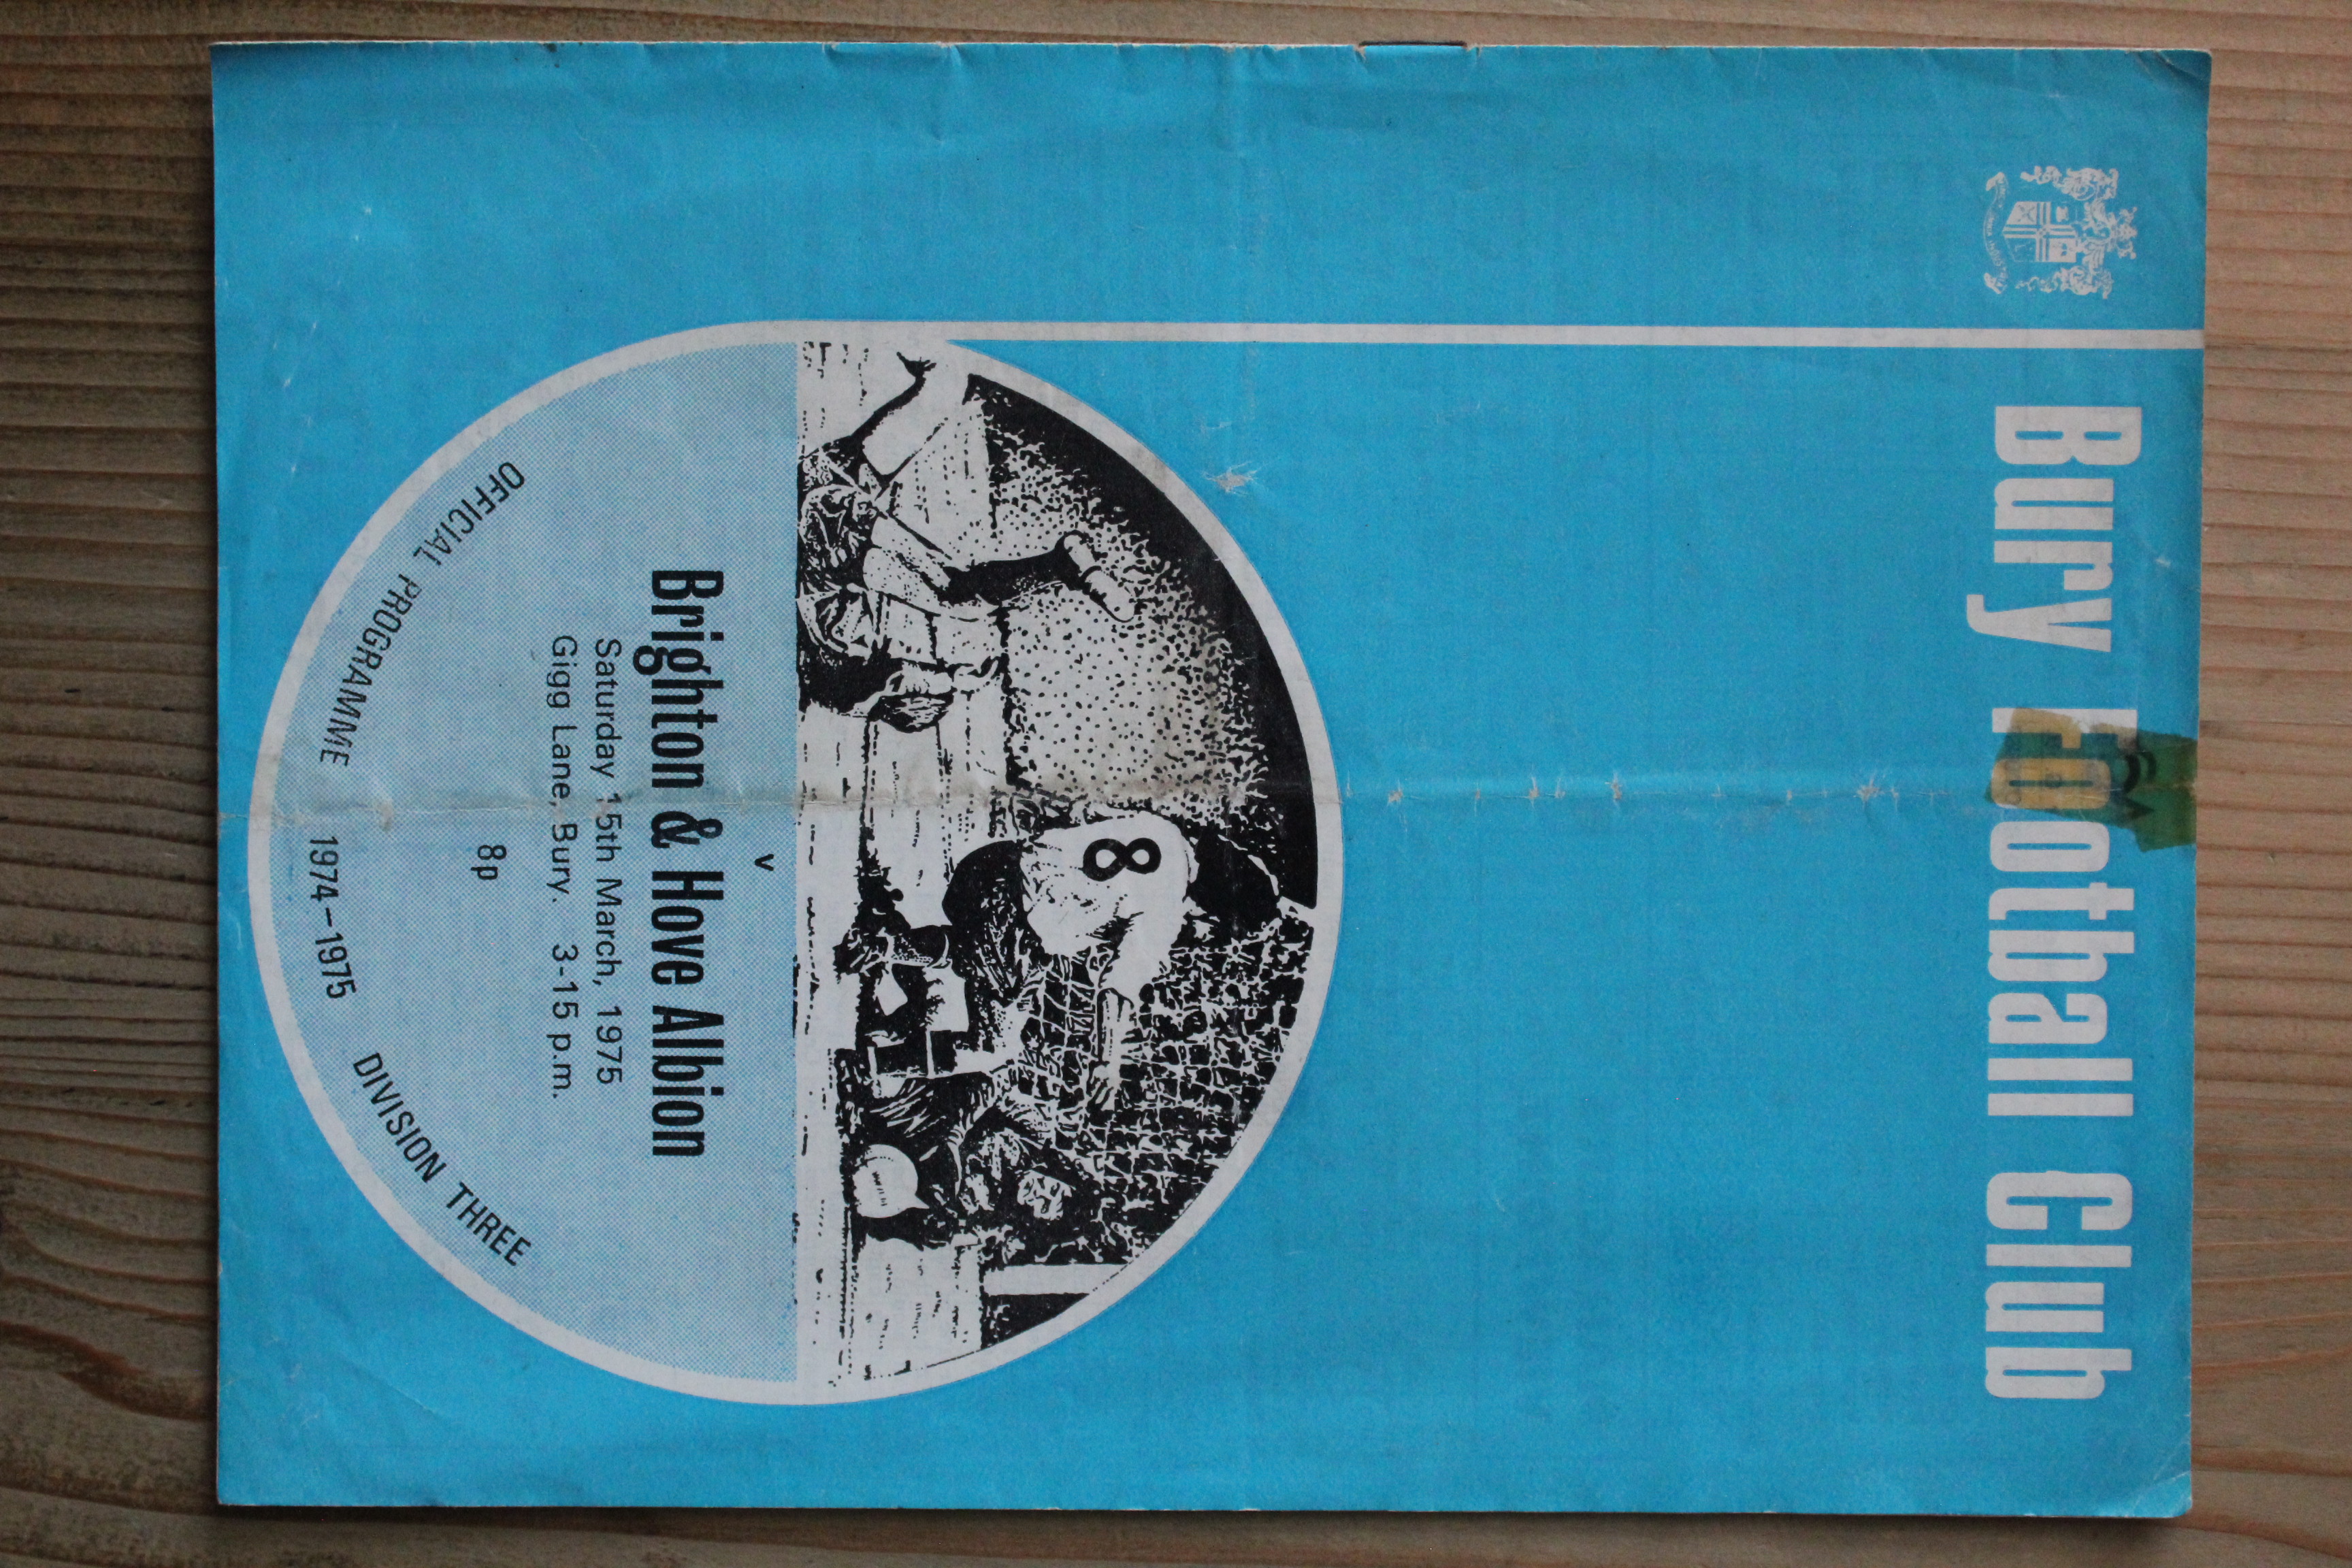 Bury Football Club
8
v
Brighton & Hove Albion
Saturday 15th March, 1975
Gigg Lane, Bury. 3-15 p.m.
8p
OFFICIAL PROGRAMME 1974-1975 DIVISION THREE